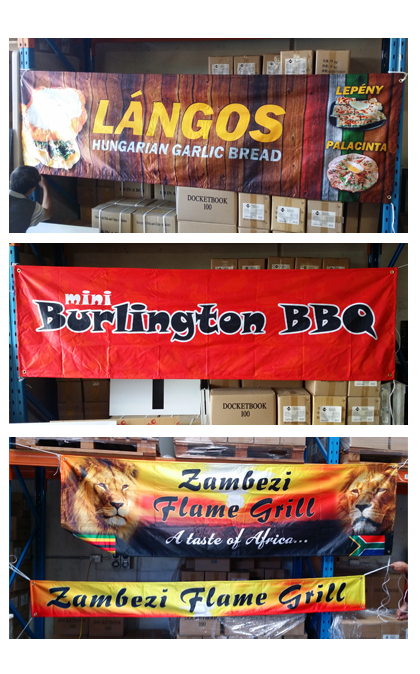 LÁNGOS
HUNGARIAN GARLIC BREAD
LEPÉNY
PALACINTA
DOCKETBOOK
100
mini
Burlington BBQ
DOCKETBOOK
100
Zambezi
Flame Grill
A taste of Africa...
Zambezi Flame Grill